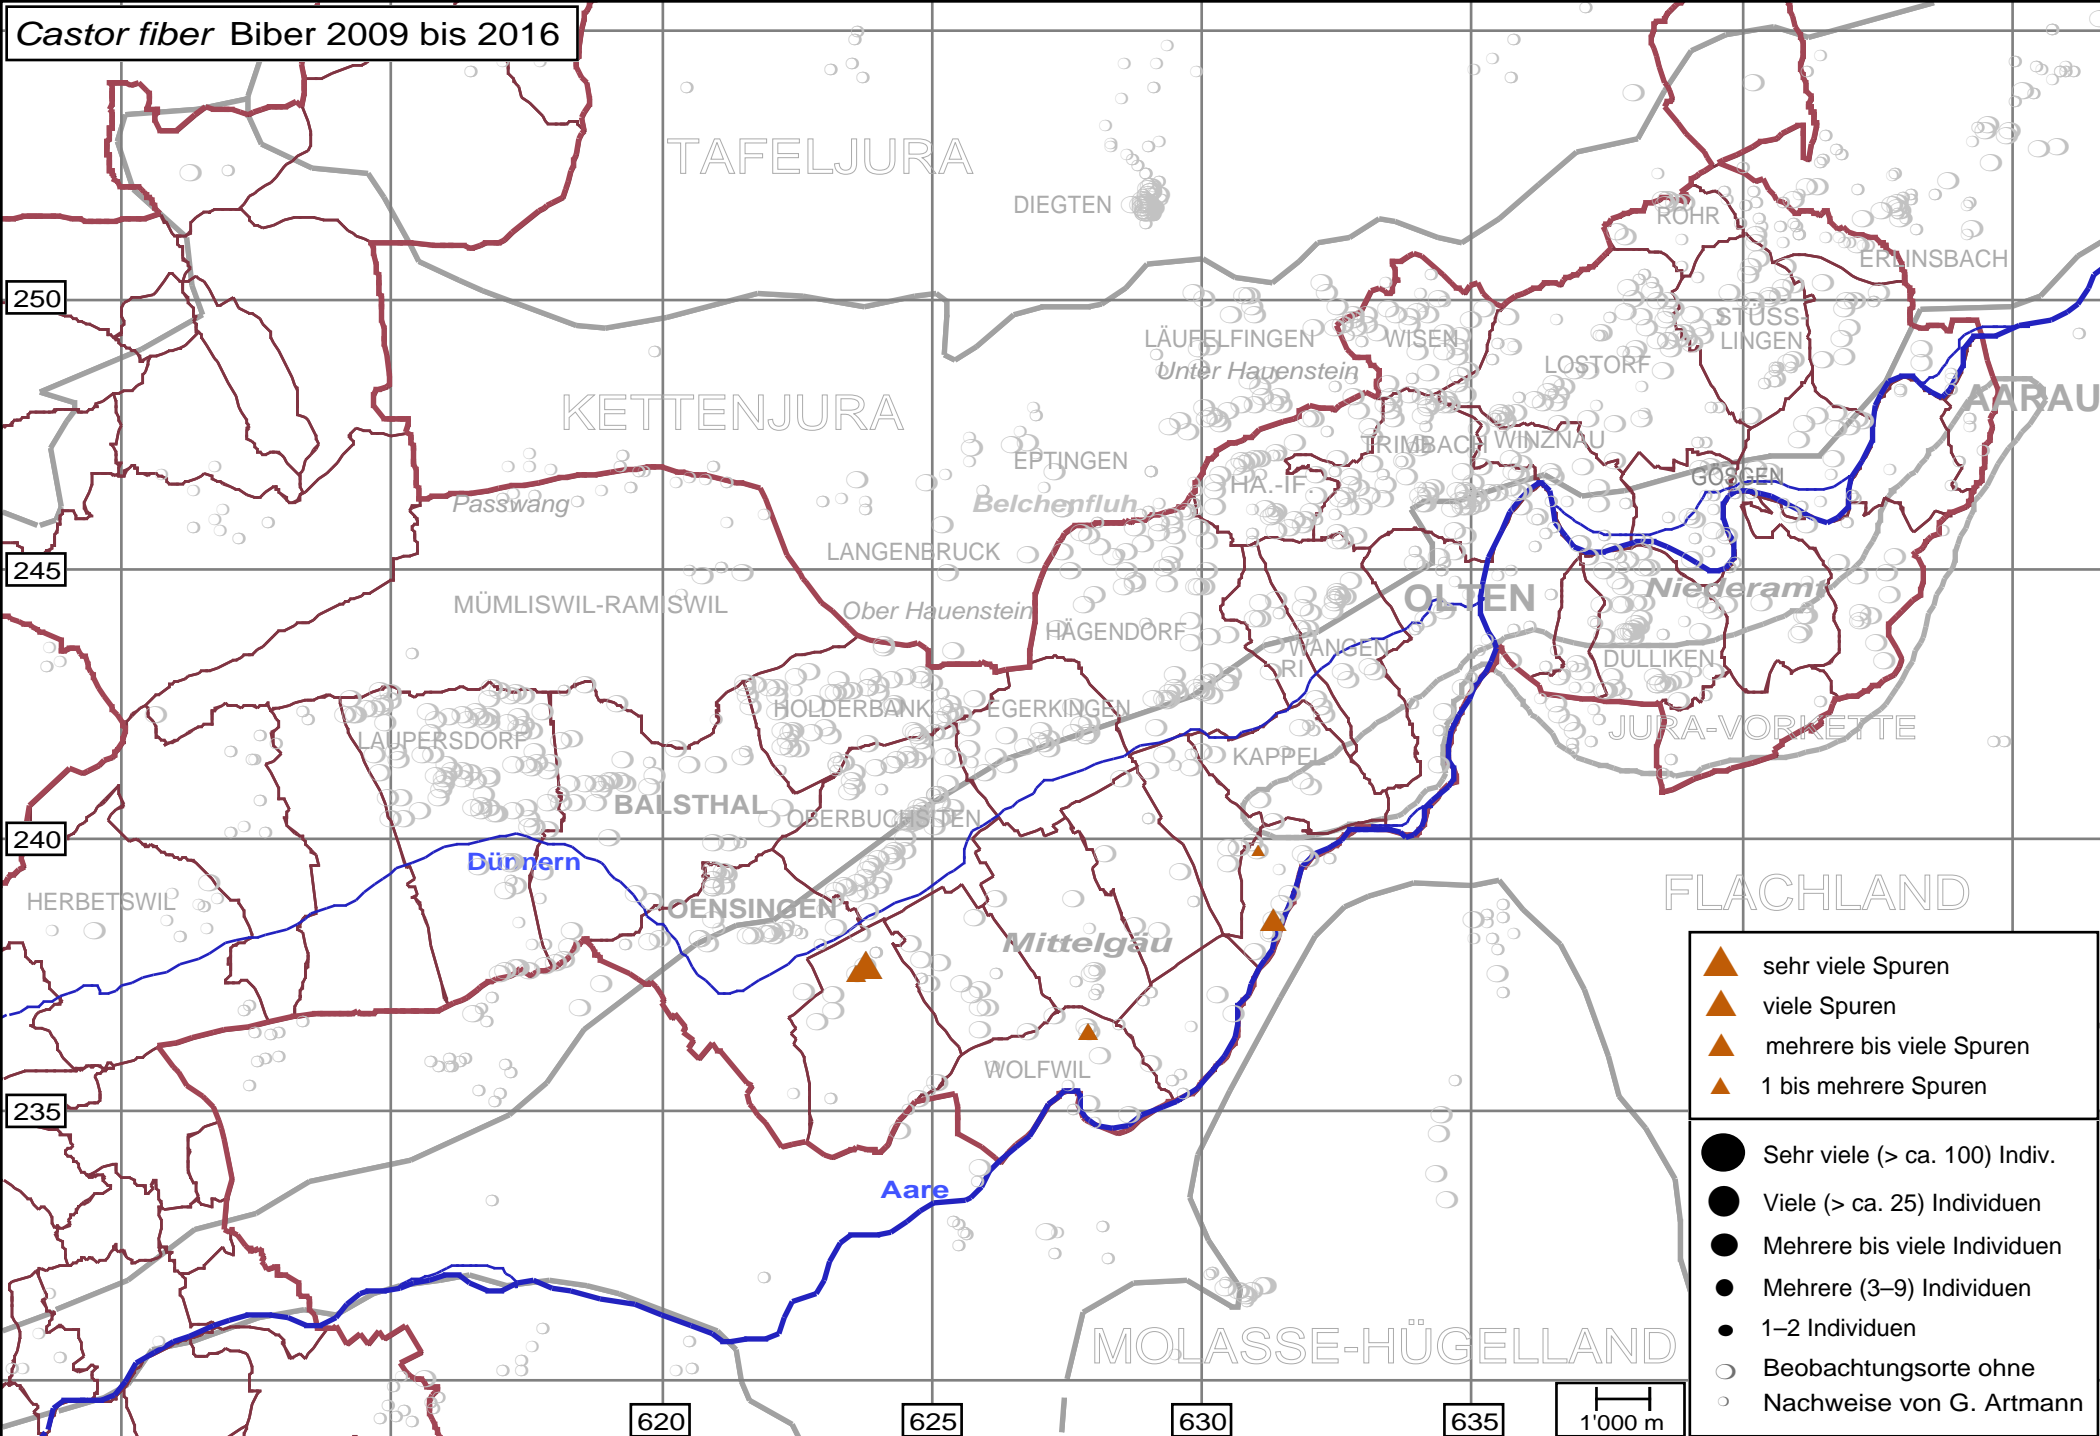 Castor fiber Biber 2009 bis 2016
TAFELJURA
DIEGTEN
ROHR
ERLINSBACH
250
STÜSS-
LINGEN
LÄUFELFINGEN
WISEN
Unter Hauenstein
LOSTORF
AARAU
KETTENJURA
TRIMBACH
WINZNAU
EPTINGEN
GÖSGEN
HA.-IF.
Passwang
Belchenfluh
LANGENBRUCK
245
Niederamt
OLTEN
MÜMLISWIL-RAMISWIL
Ober Hauenstein
HÄGENDORF
WANGEN
RI
DULLIKEN
HOLDERBANK
EGERKINGEN
JURA-VORKETTE
LAUPERSDORF
KAPPEL
BALSTHAL
OBERBUCHSITEN
240
Dünnern
HERBETSWIL
FLACHLAND
OENSINGEN
Mittelgäu
WOLFWIL
235
Aare
MOLASSE-HÜGELLAND
sehr viele Spuren
viele Spuren
mehrere bis viele Spuren
1 bis mehrere Spuren
Sehr viele (> ca. 100) Indiv.
Viele (> ca. 25) Individuen
Mehrere bis viele Individuen
Mehrere (3–9) Individuen
1–2 Individuen
Beobachtungsorte ohne
Nachweise von G. Artmann
620
625
630
635
1'000 m